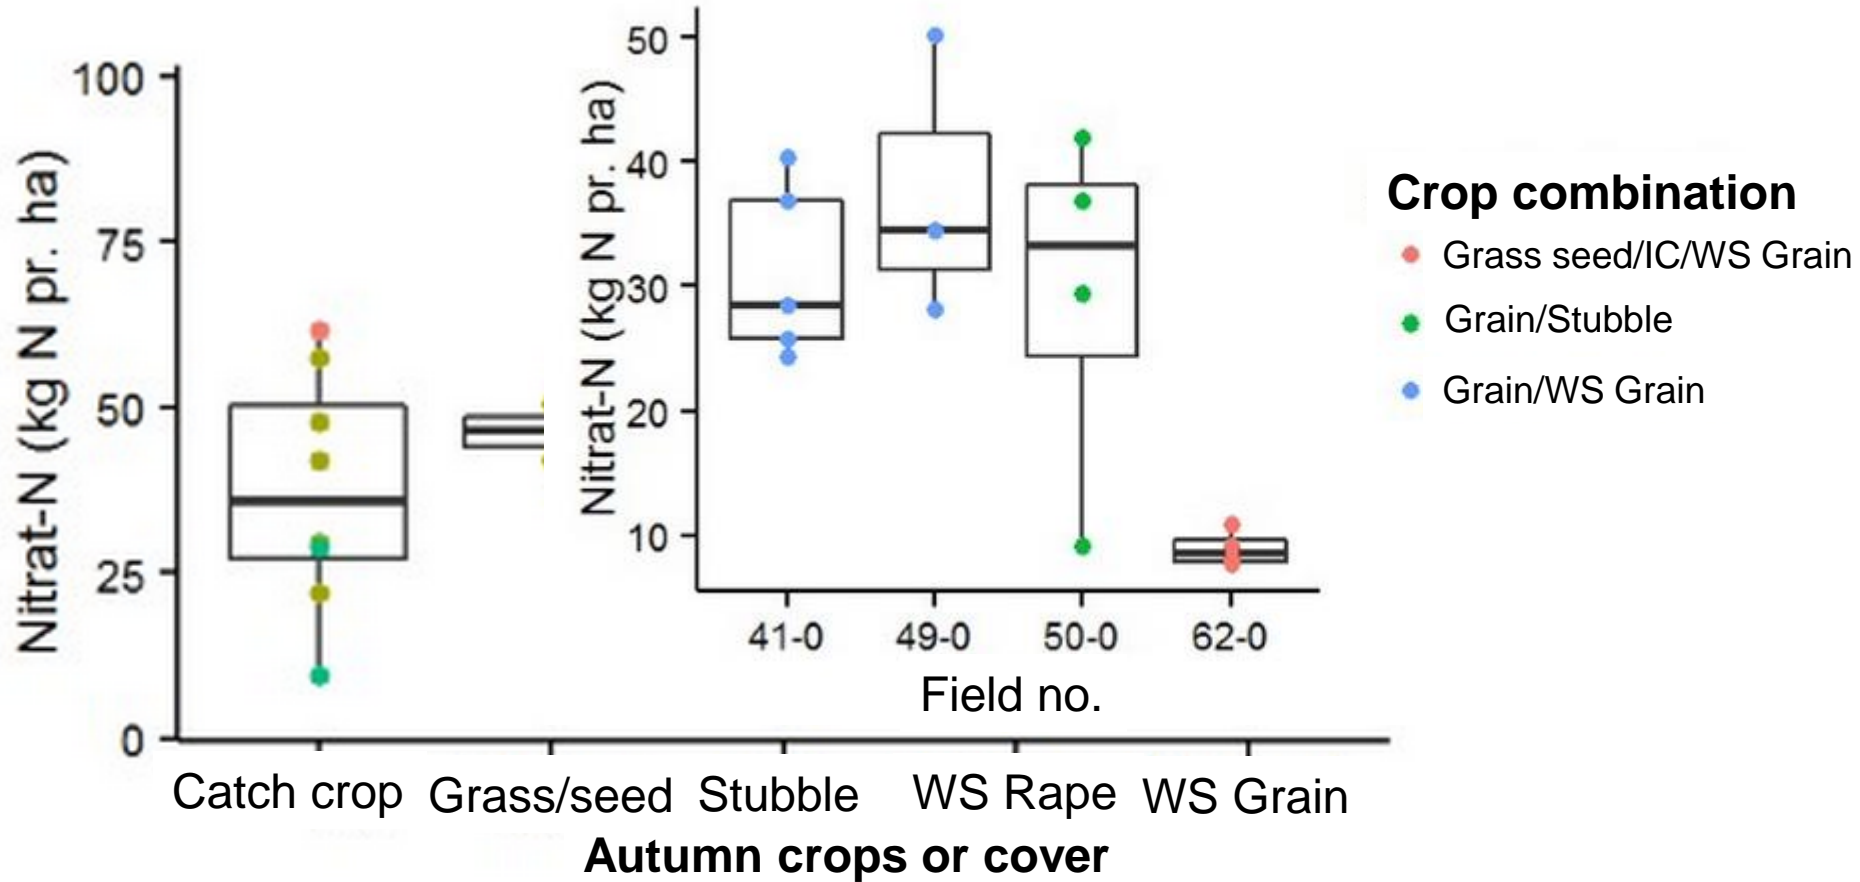 Nitrat-N (kg N pr. ha)
100
75
50
25
0
Catch crop
Grass/seed
Stubble
WS Rape
WS Grain
Autumn crops or cover
Nitrat-N (kg N pr. ha)
50
40
30
20
10
41-0
49-0
50-0
62-0
Field no.
Crop combination
Grass seed/IC/WS Grain
Grain/Stubble
Grain/WS Grain